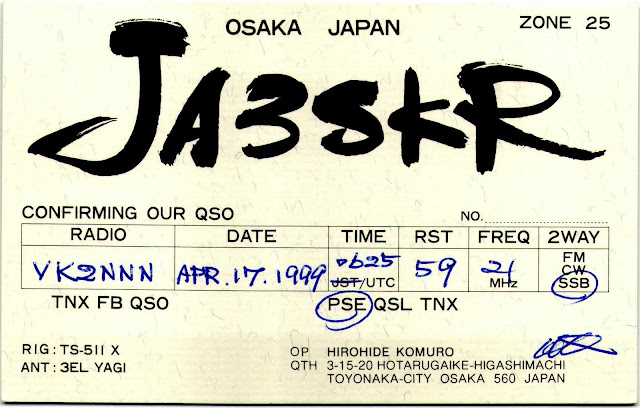 OSAKA JAPAN
ZONE 25
JA3SKR
CONFIRMING OUR QSO
NO.
RADIO DATE TIME RST FREQ 2WAY
VK2NNN APR.17.1999 0625 JST/UTC 59 21 MHz FM CW SSB
TNX FB QSO PSE QSL TNX
RIG: TS-511 X
ANT: 3EL YAGI
OP HIROHIDE KOMURO
QTH 3-15-20 HOTARUGAIKE-HIGASHIMACHI
TOYONAKA-CITY OSAKA 560 JAPAN